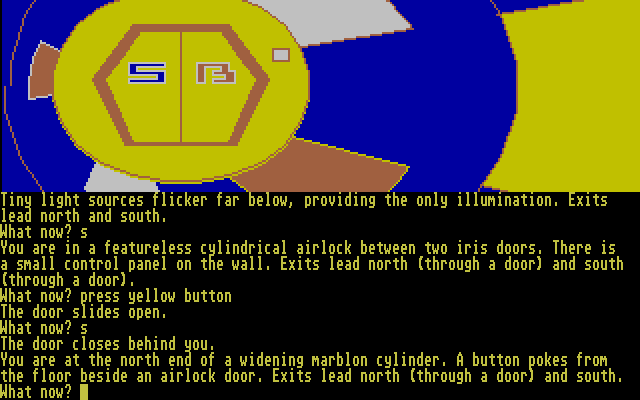 5 B
Tiny light sources flicker far below, providing the only illumination. Exits
lead north and south.
What now? s
You are in a featureless cylindrical airlock between two iris doors. There is
a small control panel on the wall. Exits lead north (through a door) and south
(through a door).
What now? press yellow button
The door slides open.
What now? s
The door closes behind you.
You are at the north end of a widening marblon cylinder. A button pokes from
the floor beside an airlock door. Exits lead north (through a door) and south.
What now?